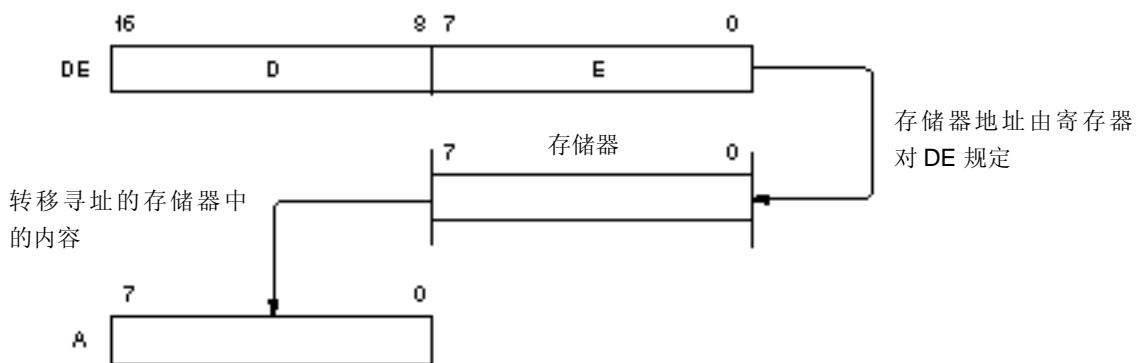 16 8 7 0
DE D E
存储器地址由寄存器
对 DE 规定
7 存储器 0
转移寻址的存储器中
的内容
7 0
A